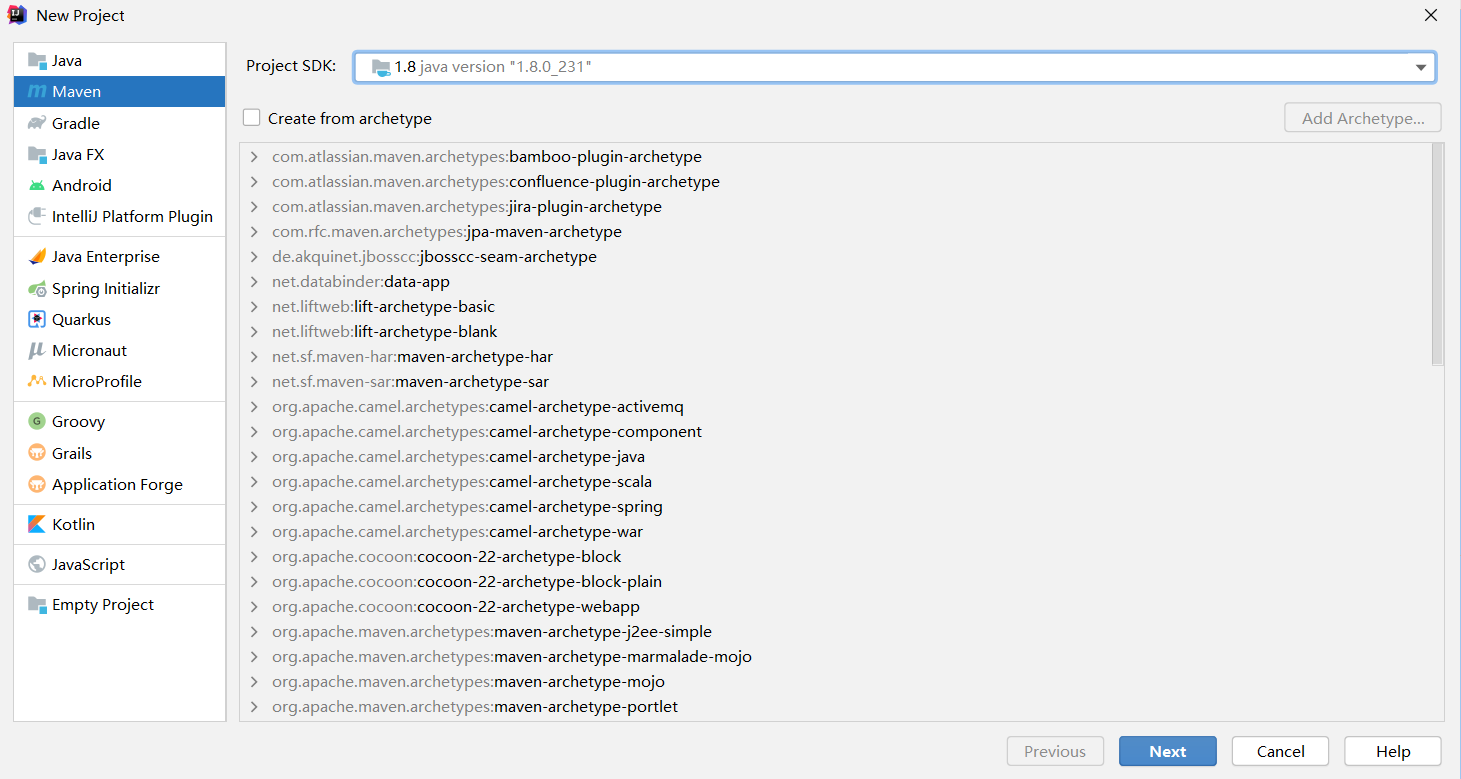 New Project
Java
Maven
Gradle
Java FX
Android
IntelliJ Platform Plugin
Java Enterprise
Spring Initializr
Quarkus
Micronaut
MicroProfile
Groovy
Grails
Application Forge
Kotlin
JavaScript
Empty Project
Project SDK: 1.8 java version "1.8.0_231"
Create from archetype
Add Archetype...
com.atlassian.maven.archetypes:bamboo-plugin-archetype
com.atlassian.maven.archetypes:confluence-plugin-archetype
com.atlassian.maven.archetypes:jira-plugin-archetype
com.rfc.maven.archetypes:jpa-maven-archetype
de.akquinet.jbosscc:jbosscc-seam-archetype
net.databinder:data-app
net.liftweb:lift-archetype-basic
net.liftweb:lift-archetype-blank
net.sf.maven-har:maven-archetype-har
net.sf.maven-sar:maven-archetype-sar
org.apache.camel.archetypes:camel-archetype-activemq
org.apache.camel.archetypes:camel-archetype-component
org.apache.camel.archetypes:camel-archetype-java
org.apache.camel.archetypes:camel-archetype-scala
org.apache.camel.archetypes:camel-archetype-spring
org.apache.camel.archetypes:camel-archetype-war
org.apache.cocoon:cocoon-22-archetype-block
org.apache.cocoon:cocoon-22-archetype-block-plain
org.apache.cocoon:cocoon-22-archetype-webapp
org.apache.maven.archetypes:maven-archetype-j2ee-simple
org.apache.maven.archetypes:maven-archetype-marmalade-mojo
org.apache.maven.archetypes:maven-archetype-mojo
org.apache.maven.archetypes:maven-archetype-portlet
Previous
Next
Cancel
Help